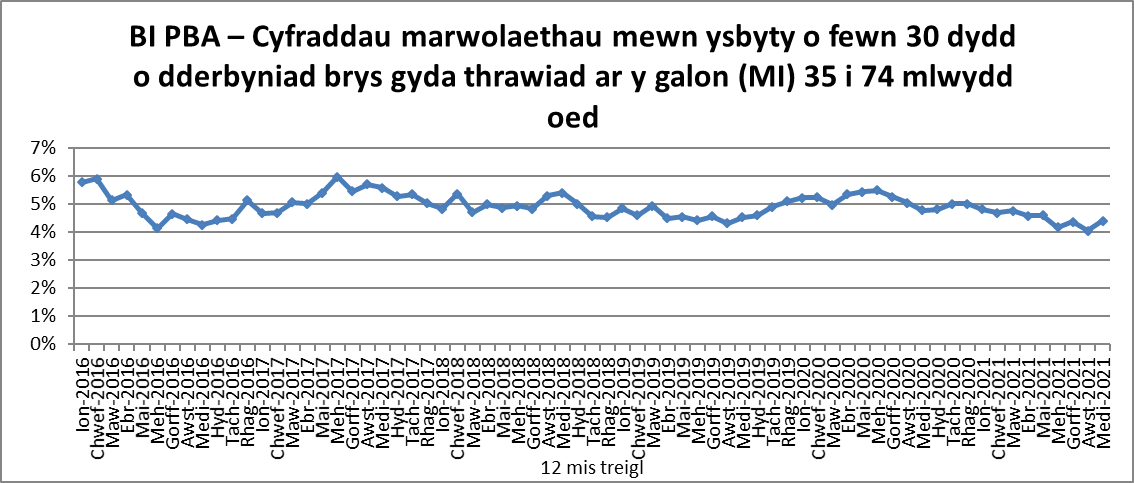 BI PBA – Cyfraddau marwolaethau mewn ysbyty o fewn 30 dydd
o dderbyniad brys gyda thrawiad ar y galon (MI) 35 i 74 mlwydd
oed
7%
6%
5%
4%
3%
2%
1%
0%
Ion-2016
Chwef-2016
Maw-2016
Ebr-2016
Mai-2016
Meh-2016
Gorff-2016
Awst-2016
Medi-2016
Hyd-2016
Tach-2016
Rhag-2016
Ion-2017
Chwef-2017
Maw-2017
Ebr-2017
Mai-2017
Meh-2017
Gorff-2017
Awst-2017
Medi-2017
Hyd-2017
Tach-2017
Rhag-2017
Ion-2018
Chwef-2018
Maw-2018
Ebr-2018
Mai-2018
Meh-2018
Gorff-2018
Awst-2018
Medi-2018
Hyd-2018
Tach-2018
Rhag-2018
Ion-2019
Chwef-2019
Maw-2019
Ebr-2019
Mai-2019
Meh-2019
Gorff-2019
Awst-2019
Medi-2019
Hyd-2019
Tach-2019
Rhag-2019
Ion-2020
Chwef-2020
Maw-2020
Ebr-2020
Mai-2020
Meh-2020
Gorff-2020
Awst-2020
Medi-2020
Hyd-2020
Tach-2020
Rhag-2020
Ion-2021
Chwef-2021
Maw-2021
Ebr-2021
Mai-2021
Meh-2021
Gorff-2021
Awst-2021
Medi-2021
12 mis treigl